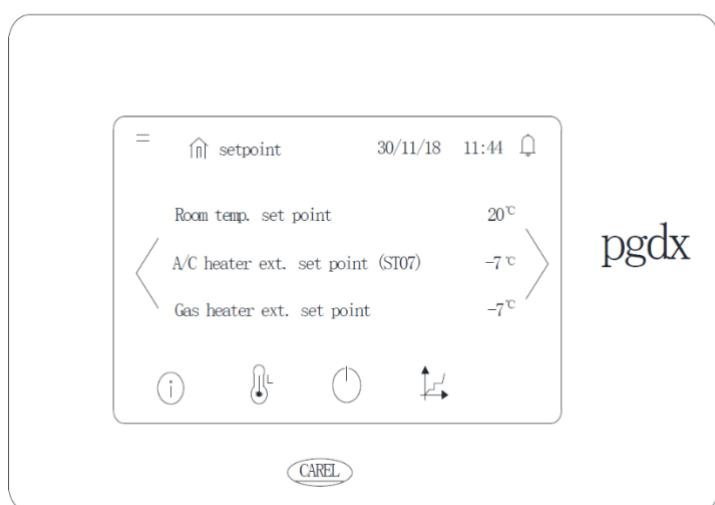 setpoint 30/11/18 11:44
Room temp. set point 20℃
A/C heater ext. set point (ST07) -7 ℃
Gas heater ext. set point -7℃
pgdx
i L
CAREL